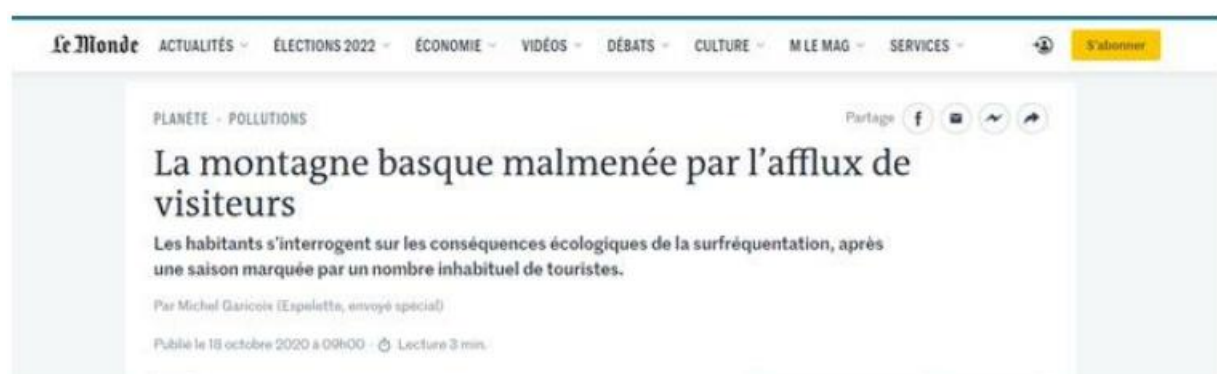 Le Monde ACTUALITÉS ÉLECTIONS 2022 ÉCONOMIE VIDÉOS DÉBATS CULTURE M LE MAG SERVICES S'abonner
PLANÈTE - POLLUTIONS Partage
La montagne basque malmenée par l'afflux de
visiteurs
Les habitants s'interrogent sur les conséquences écologiques de la surfréquentation, après
une saison marquée par un nombre inhabituel de touristes.
Par Michel Garicoix (Espelette, envoyé spécial)
Publié le 18 octobre 2020 à 09h00 - Lecture 3 min.